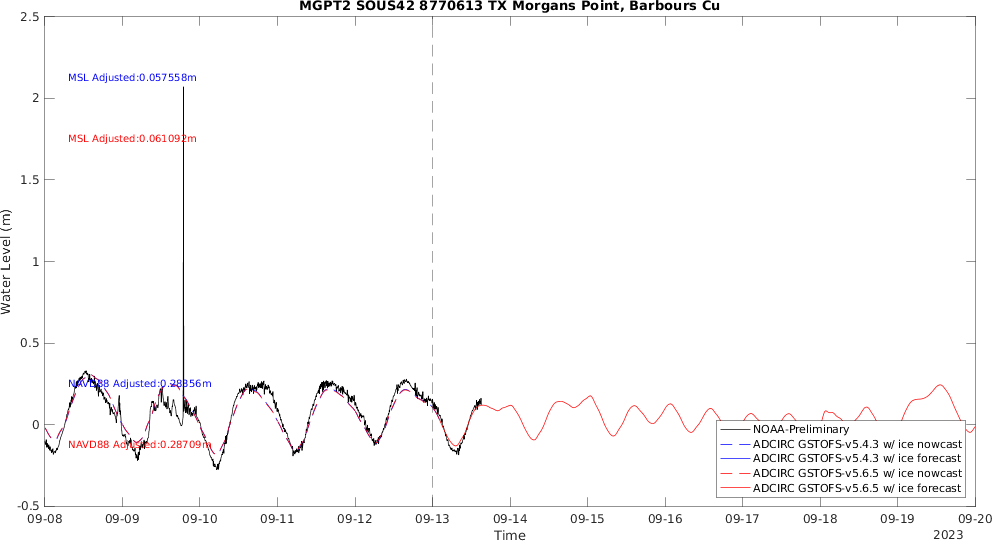 MGPT2 SOUS42 8770613 TX Morgans Point, Barbours Cu
2.5
2
1.5
1
0.5
0
-0.5
Water Level (m)
MSL Adjusted:0.057558m
MSL Adjusted:0.061092m
NAVD88 Adjusted:0.28356m
NAVD88 Adjusted:0.28709m
NOAA-Preliminary
ADCIRC GSTOFS-v5.4.3 w/ ice nowcast
ADCIRC GSTOFS-v5.4.3 w/ ice forecast
ADCIRC GSTOFS-v5.6.5 w/ ice nowcast
ADCIRC GSTOFS-v5.6.5 w/ ice forecast
09-08 09-09 09-10 09-11 09-12 09-13 09-14 09-15 09-16 09-17 09-18 09-19 09-20
Time
2023